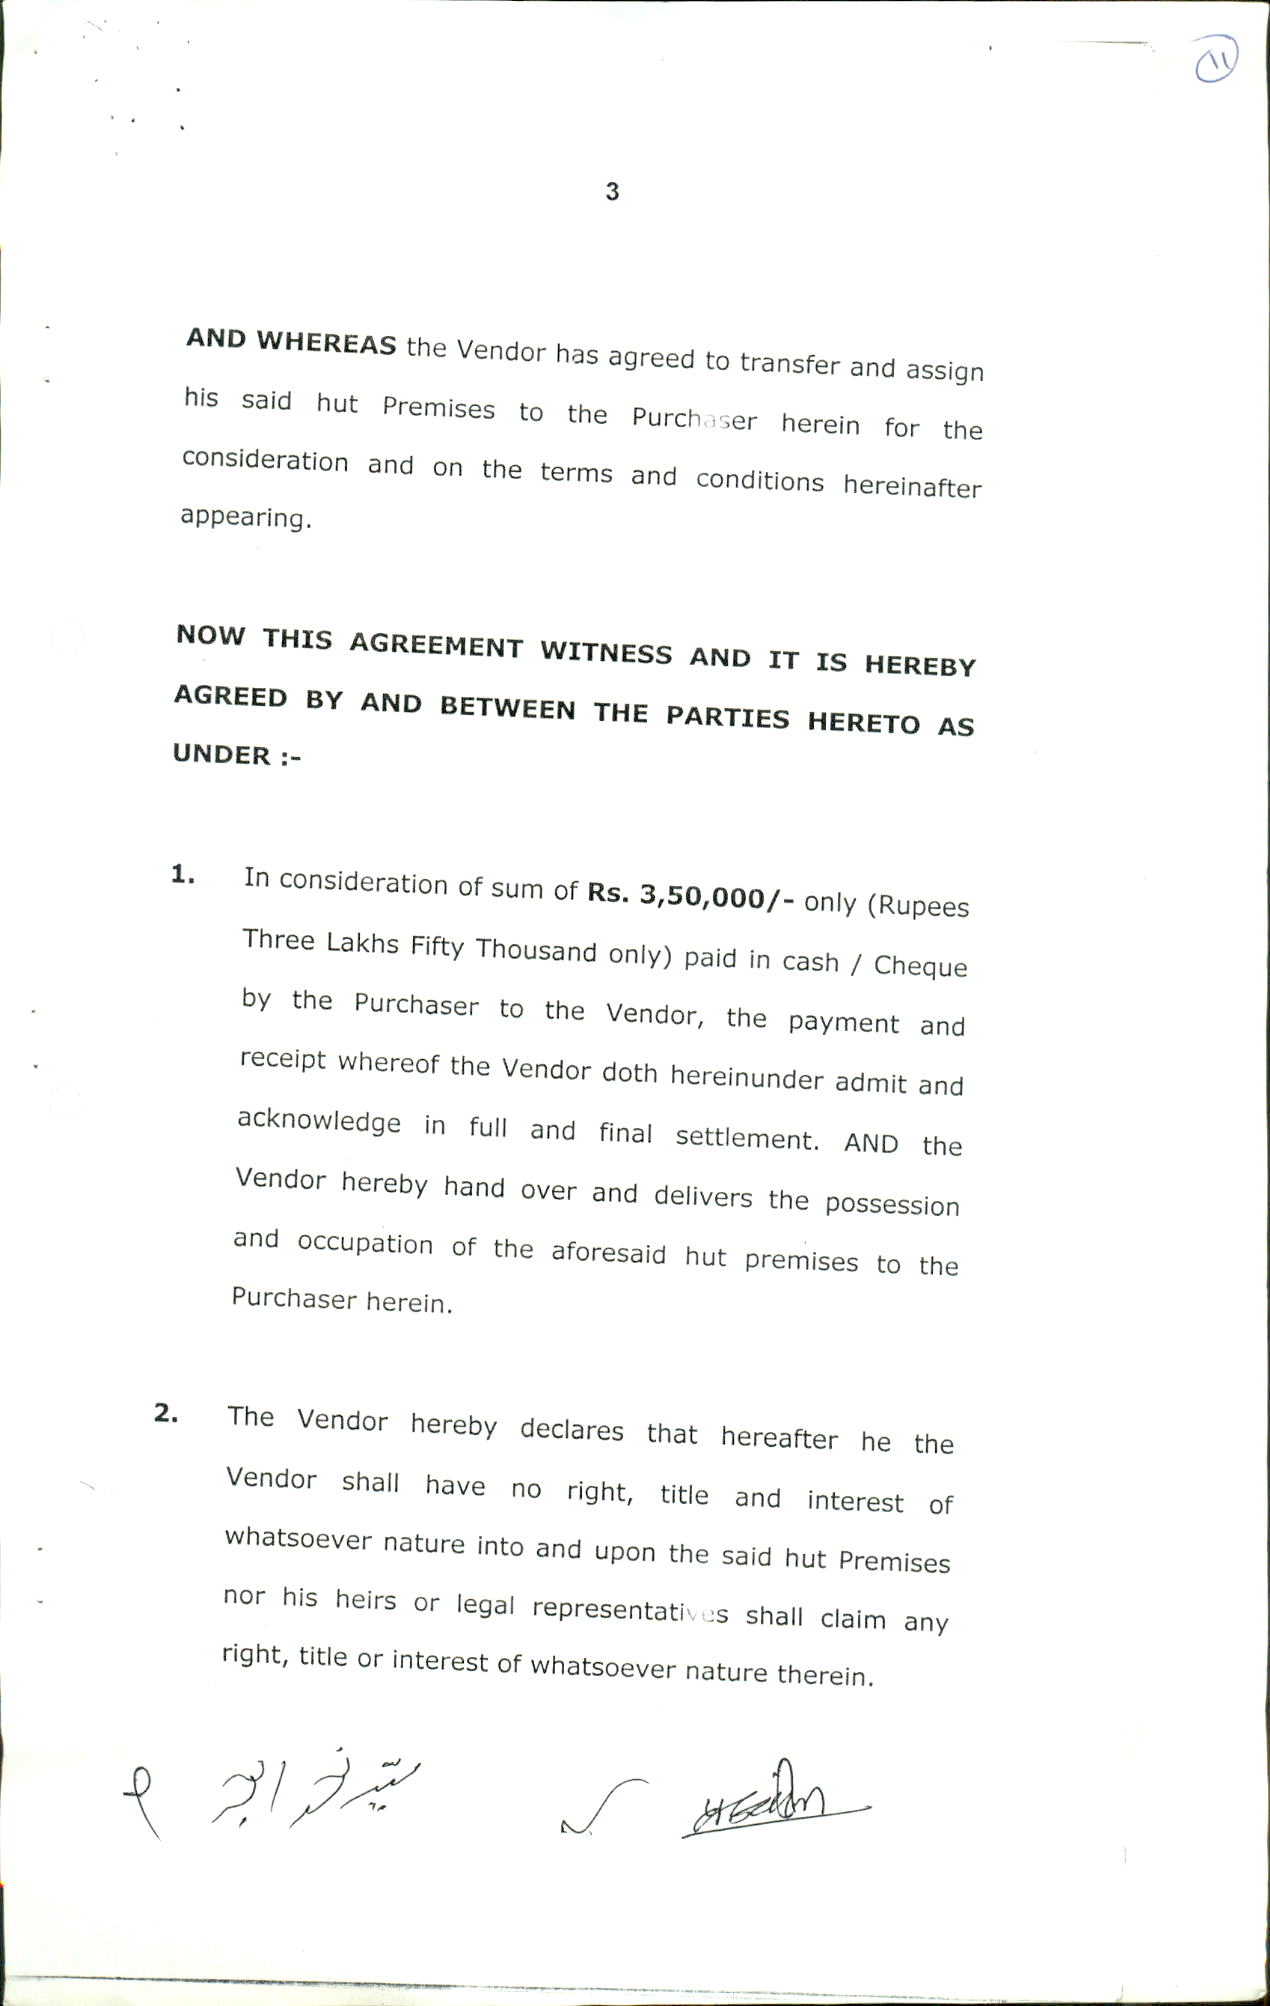 11
3
AND WHEREAS the Vendor has agreed to transfer and assign
his said hut Premises to the Purchaser herein for the
consideration and on the terms and conditions hereinafter
appearing.
NOW THIS AGREEMENT WITNESS AND IT IS HEREBY
AGREED BY AND BETWEEN THE PARTIES HERETO AS
UNDER :-
1. In consideration of sum of Rs. 3,50,000/- only (Rupees
Three Lakhs Fifty Thousand only) paid in cash / Cheque
by the Purchaser to the Vendor, the payment and
receipt whereof the Vendor doth hereinunder admit and
acknowledge in full and final settlement. AND the
Vendor hereby hand over and delivers the possession
and occupation of the aforesaid hut premises to the
Purchaser herein.
2. The Vendor hereby declares that hereafter he the
Vendor shall have no right, title and interest of
whatsoever nature into and upon the said hut Premises
nor his heirs or legal representatives shall claim any
right, title or interest of whatsoever nature therein.